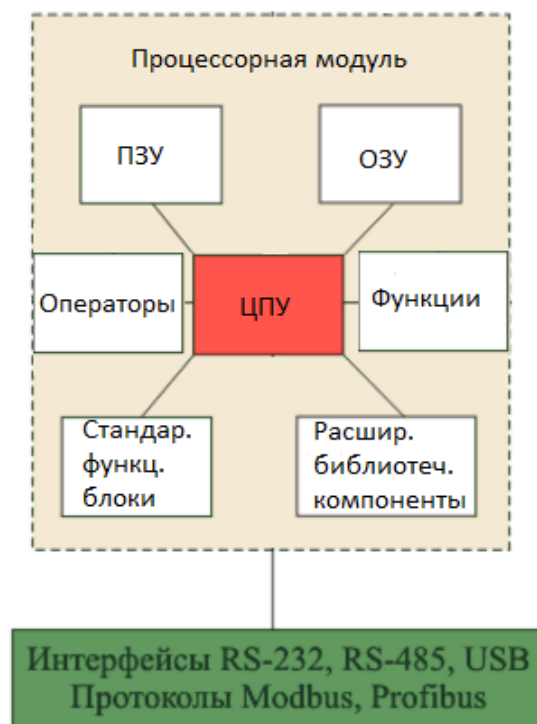 Процессорная модуль
ПЗУ
ОЗУ
Операторы
ЦПУ
Функции
Стандар.
функц.
блоки
Расшир.
библиотеч.
компоненты
Интерфейсы RS-232, RS-485, USB
Протоколы Modbus, Profibus